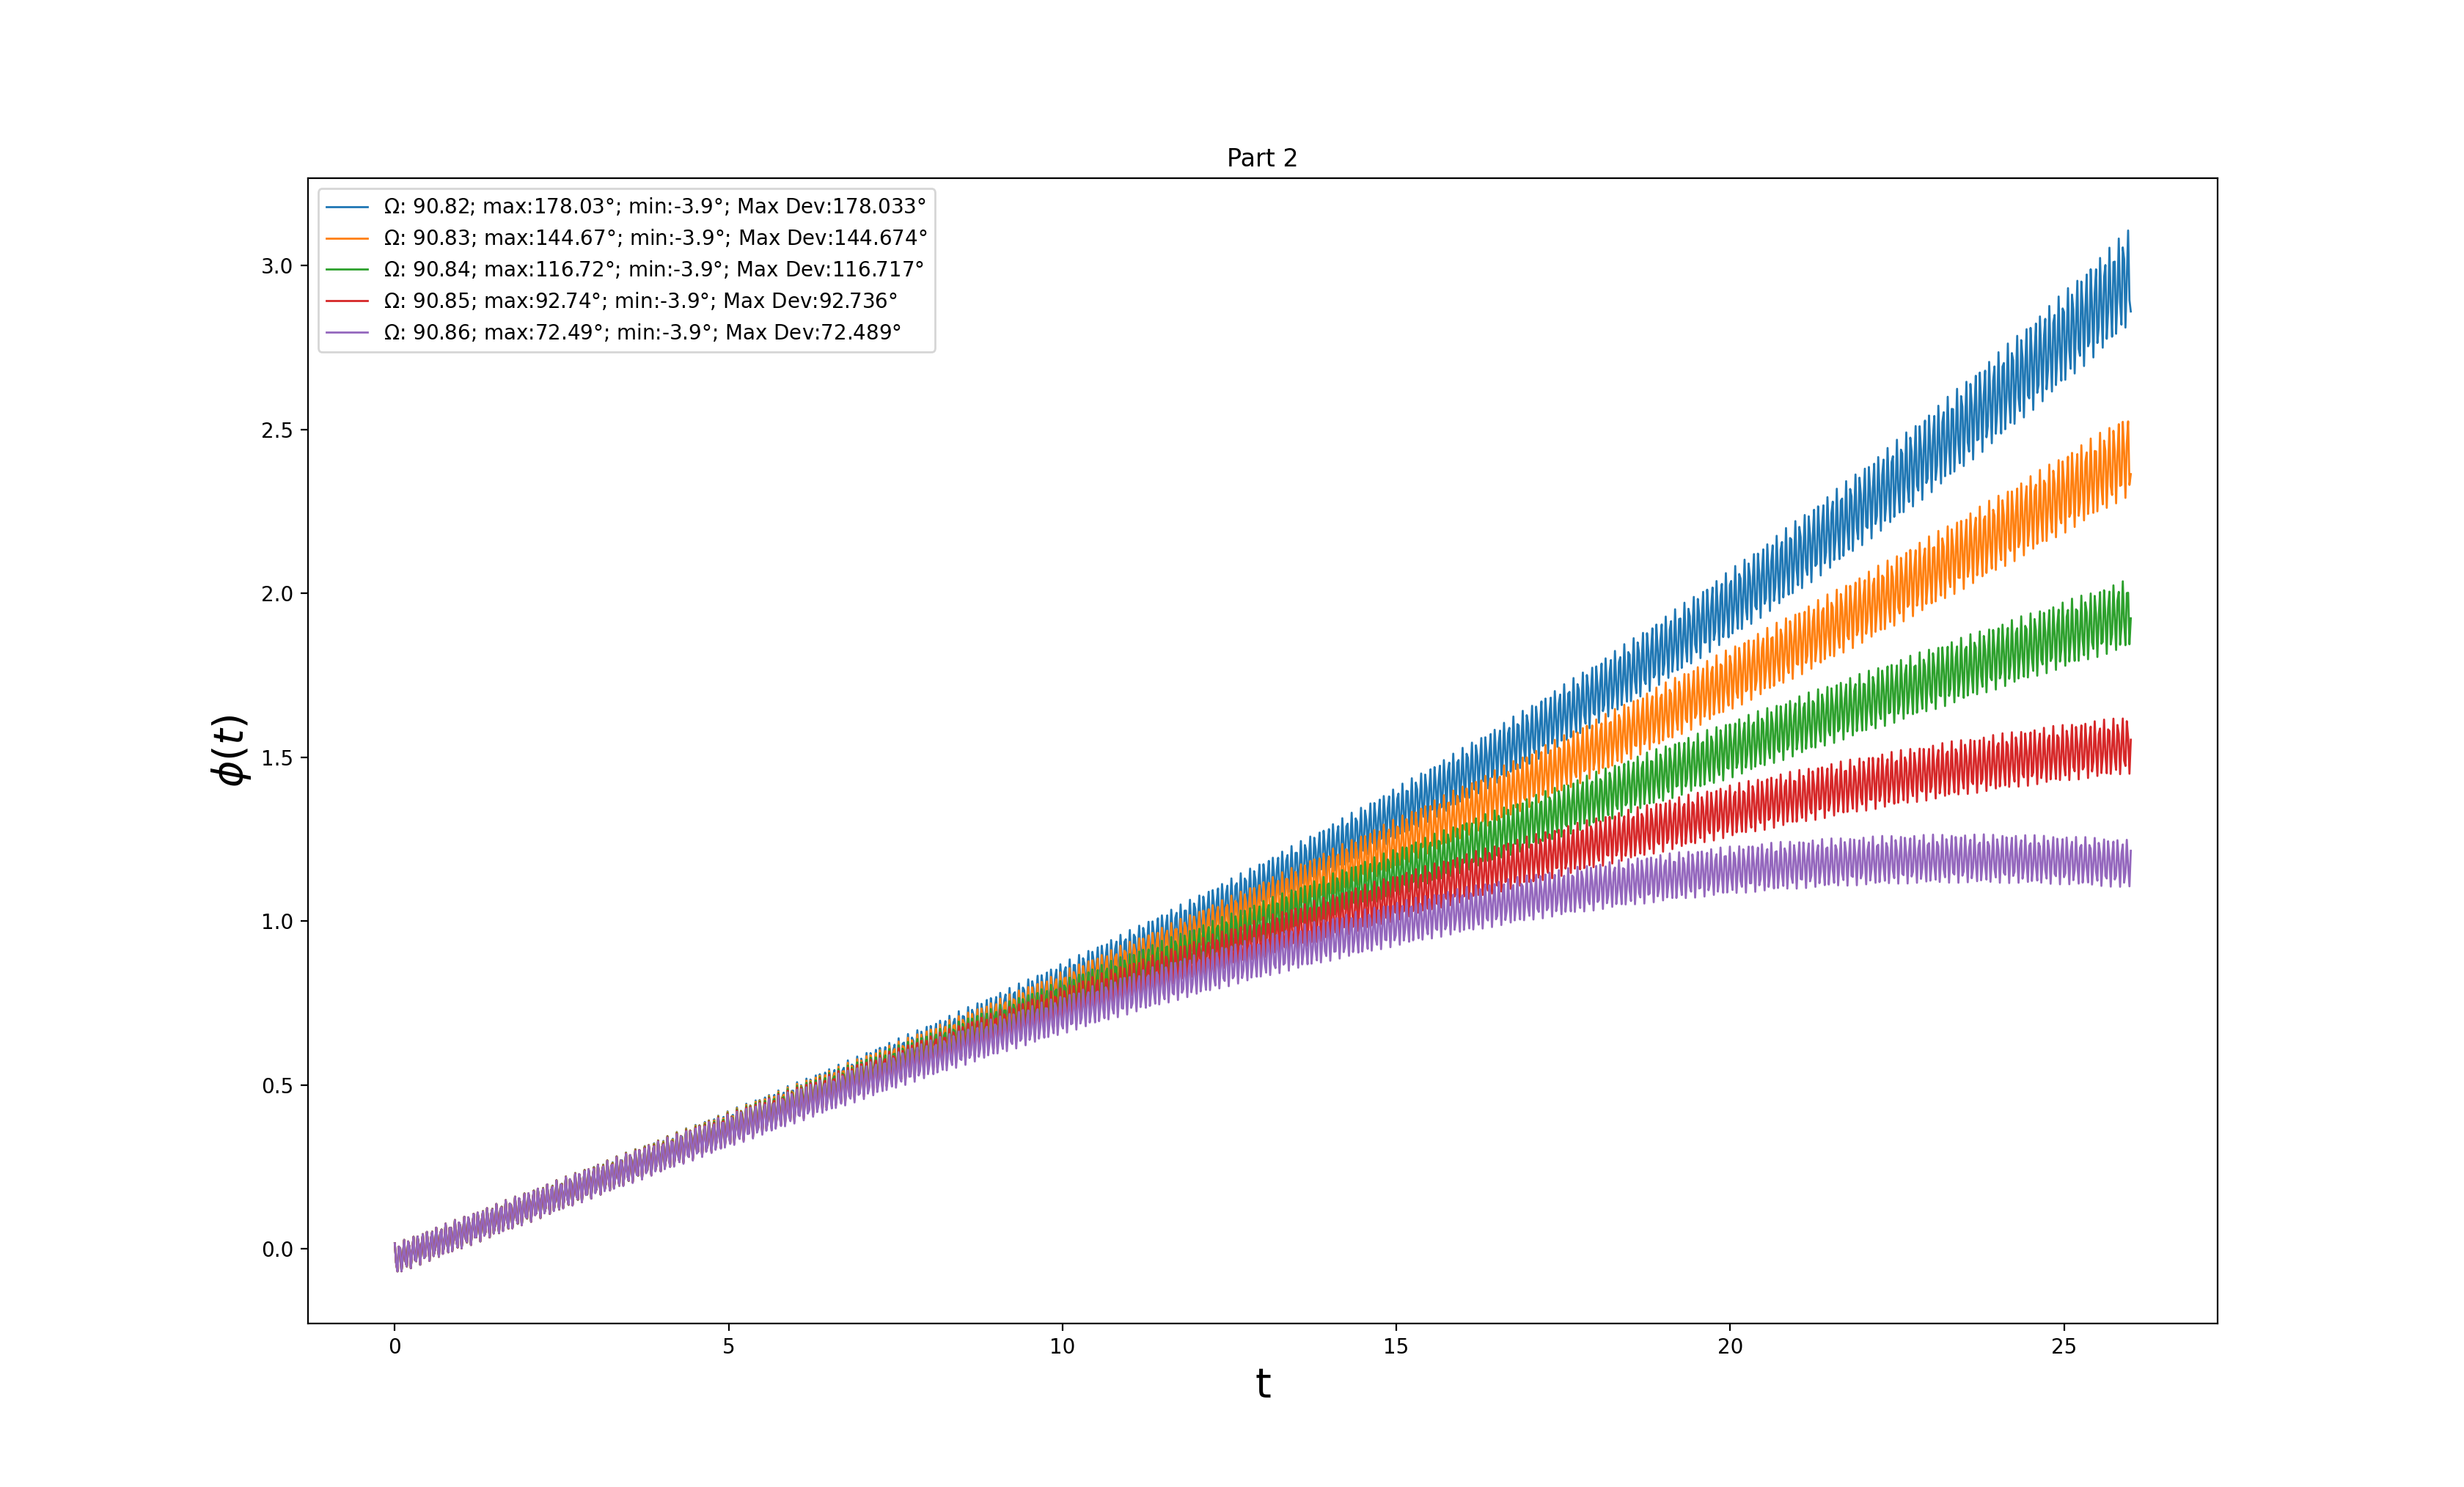 Part 2
Ω: 90.82; max:178.03°; min:-3.9°; Max Dev:178.033°
Ω: 90.83; max:144.67°; min:-3.9°; Max Dev:144.674°
Ω: 90.84; max:116.72°; min:-3.9°; Max Dev:116.717°
Ω: 90.85; max:92.74°; min:-3.9°; Max Dev:92.736°
Ω: 90.86; max:72.49°; min:-3.9°; Max Dev:72.489°
3.0
2.5
2.0
1.5
1.0
0.5
0.0
ϕ(t)
0 5 10 15 20 25
t